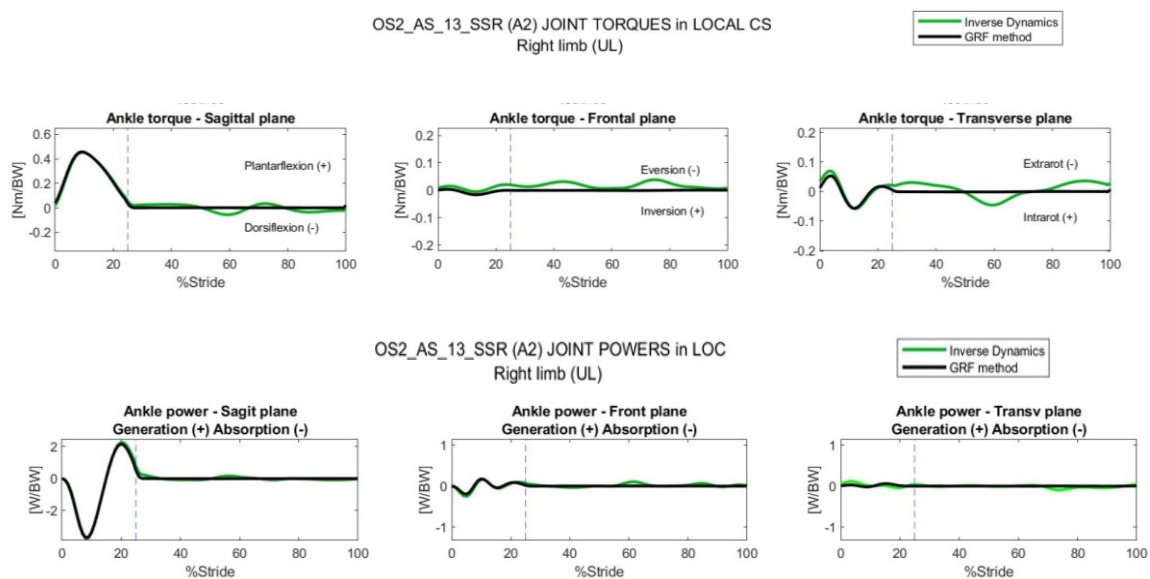 OS2_AS_13_SSR (A2) JOINT TORQUES in LOCAL CS
Right limb (UL)
Inverse Dynamics
GRF method
Ankle torque - Sagittal plane
0.6
0.4
0.2
0
-0.2
[Nm/BW]
Plantarflexion (+)
Dorsiflexion (-)
0 20 40 60 80 100
%Stride
Ankle torque - Frontal plane
0.2
0.1
0
-0.1
-0.2
[Nm/BW]
Eversion (-)
Inversion (+)
0 20 40 60 80 100
%Stride
Ankle torque - Transverse plane
0.2
0.1
0
-0.1
-0.2
[Nm/BW]
Extrarot (-)
Intrarot (+)
0 20 40 60 80 100
%Stride
OS2_AS_13_SSR (A2) JOINT POWERS in LOC
Right limb (UL)
Inverse Dynamics
GRF method
Ankle power - Sagit plane
Generation (+) Absorption (-)
2
0
-2
[W/BW]
0 20 40 60 80 100
%Stride
Ankle power - Front plane
Generation (+) Absorption (-)
1
0
-1
[W/BW]
0 20 40 60 80 100
%Stride
Ankle power - Transv plane
Generation (+) Absorption (-)
1
0
-1
[W/BW]
0 20 40 60 80 100
%Stride